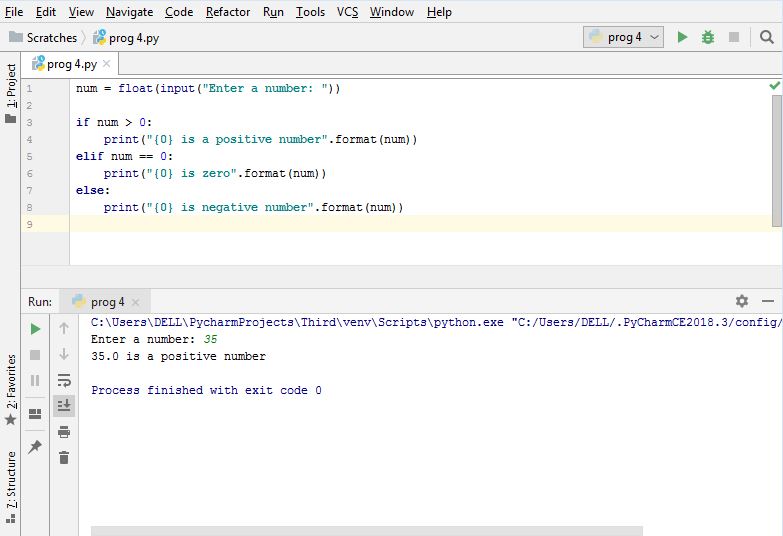 File Edit View Navigate Code Refactor Run Tools VCS Window Help
Scratches prog 4.py prog 4
1: Project
prog 4.py
1 num = float(input("Enter a number: "))
2
3 if num > 0:
4     print("{0} is a positive number".format(num))
5 elif num == 0:
6     print("{0} is zero".format(num))
7 else:
8     print("{0} is negative number".format(num))
9
Run: prog 4
C:\Users\DELL\PycharmProjects\Third\venv\Scripts\python.exe "C:/Users/DELL/.PyCharmCE2018.3/config/
Enter a number: 35
35.0 is a positive number
Process finished with exit code 0
2: Favorites
7: Structure